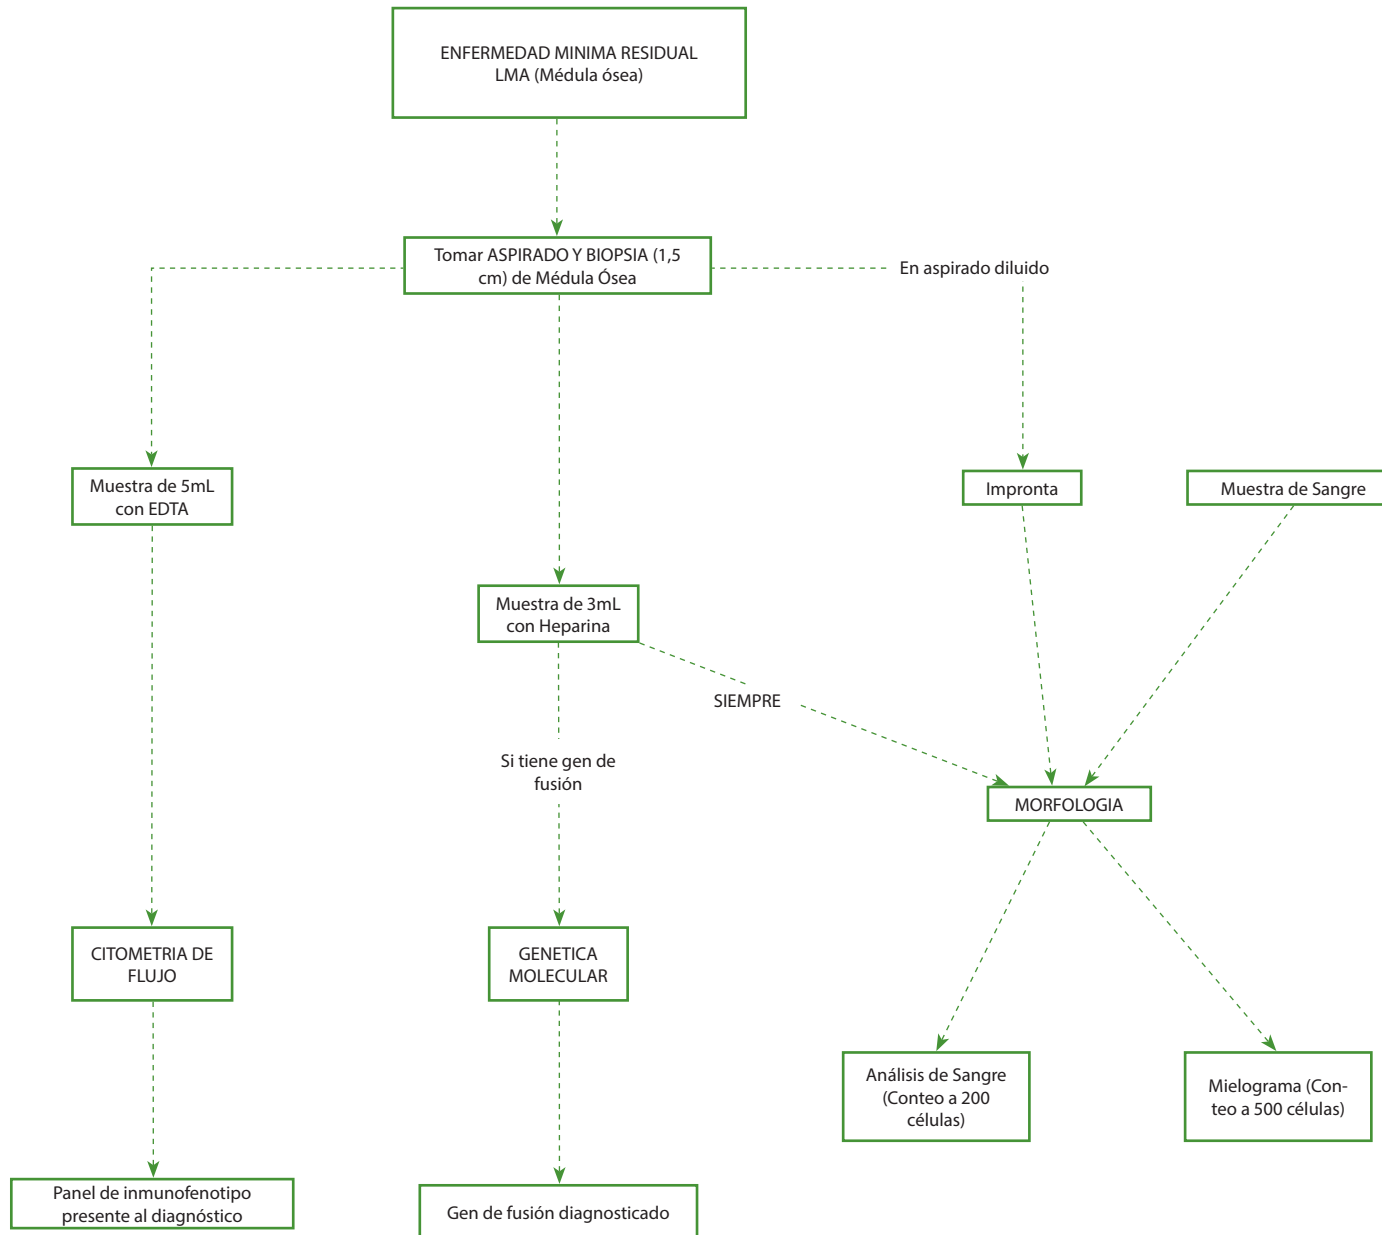 ENFERMEDAD MINIMA RESIDUAL
LMA (Médula ósea)
Tomar ASPIRADO Y BIOPSIA (1,5
cm) de Médula Ósea
En aspirado diluido
Muestra de 5mL
con EDTA
Impronta
Muestra de Sangre
Muestra de 3mL
con Heparina
SIEMPRE
Si tiene gen de
fusión
MORFOLOGIA
CITOMETRIA DE
FLUJO
GENETICA
MOLECULAR
Análisis de Sangre
(Conteo a 200
células)
Mielograma (Con-
teo a 500 células)
Panel de inmunofenotipo
presente al diagnóstico
Gen de fusión diagnosticado